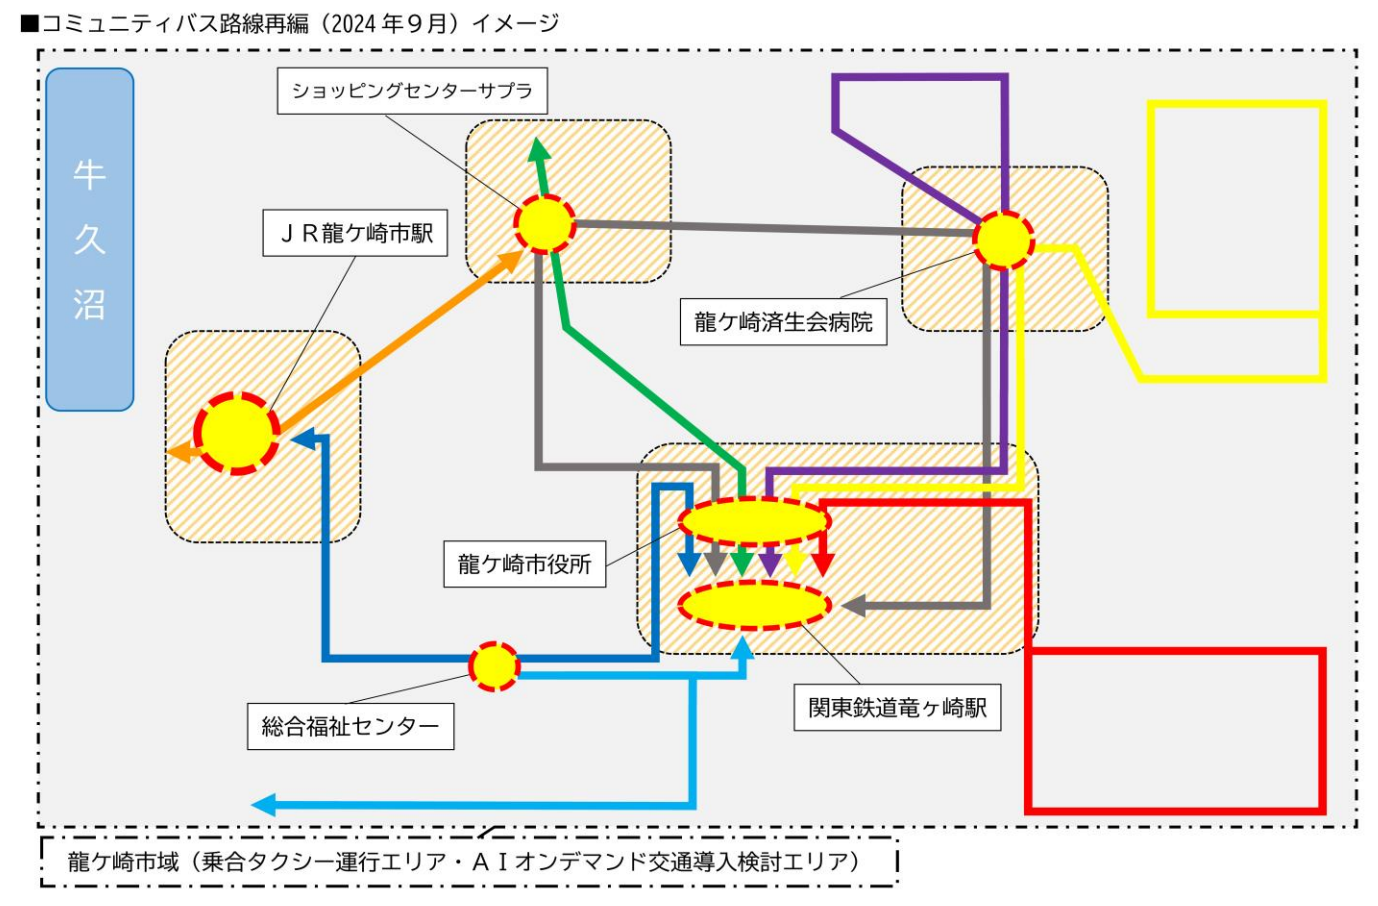 ■コミュニティバス路線再編（2024年９月）イメージ
ショッピングセンターサプラ
牛久沼
ＪＲ龍ケ崎市駅
龍ケ崎済生会病院
龍ケ崎市役所
関東鉄道竜ヶ崎駅
総合福祉センター
龍ケ崎市域（乗合タクシー運行エリア・ＡＩオンデマンド交通導入検討エリア）